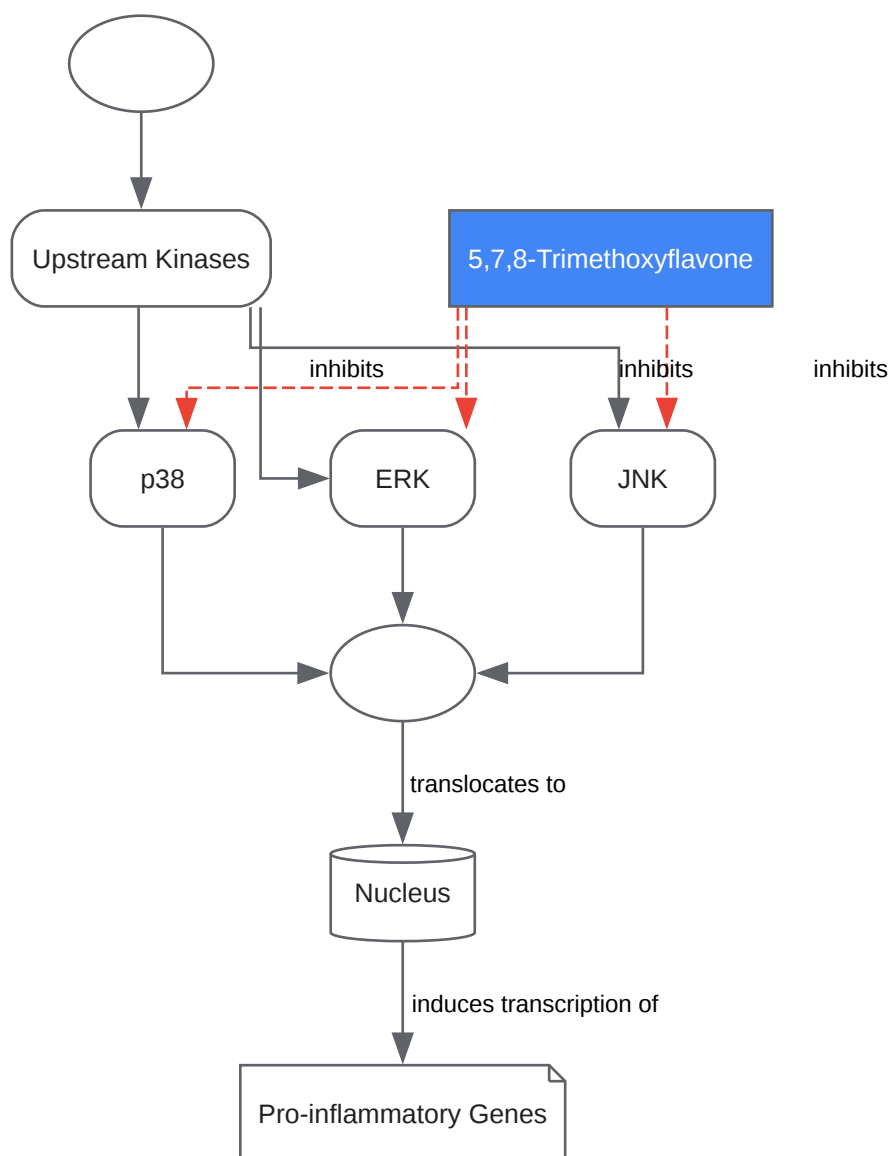 Upstream Kinases
5,7,8-Trimethoxyflavone
inhibits
inhibits
inhibits
p38
ERK
JNK
translocates to
Nucleus
induces transcription of
Pro-inflammatory Genes